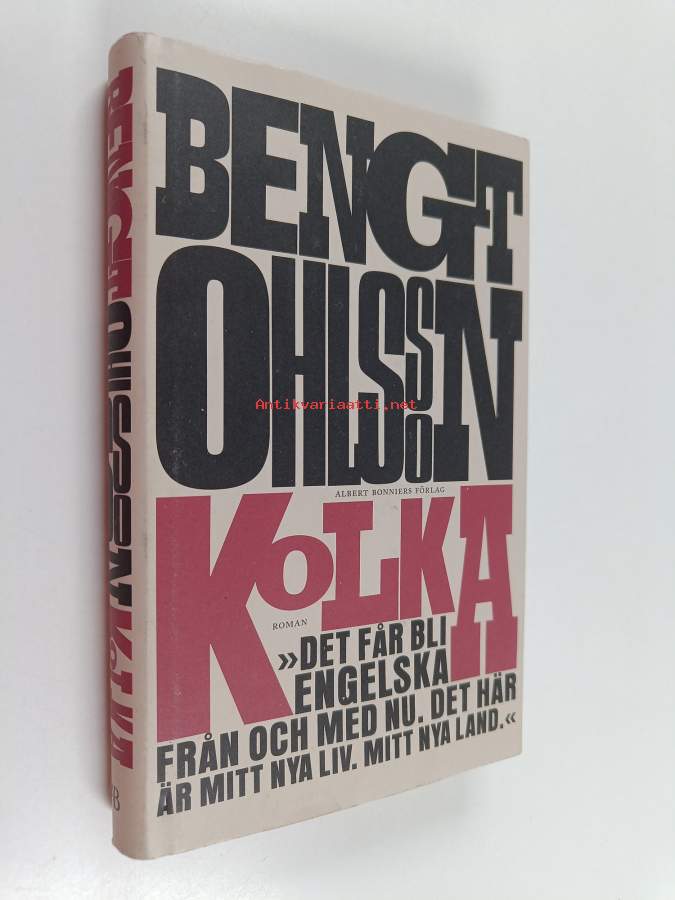 BENGT
OHLSSON
Antikvariaatti.net
ALBERT BONNIERS FÖRLAG
KOLKA
ROMAN
»DET FÅR BLI
ENGELSKA
FRÅN OCH MED NU. DET HÄR
ÄR MITT NYA LIV. MITT NYA LAND.«
BENGT OHLSSON KOLKA